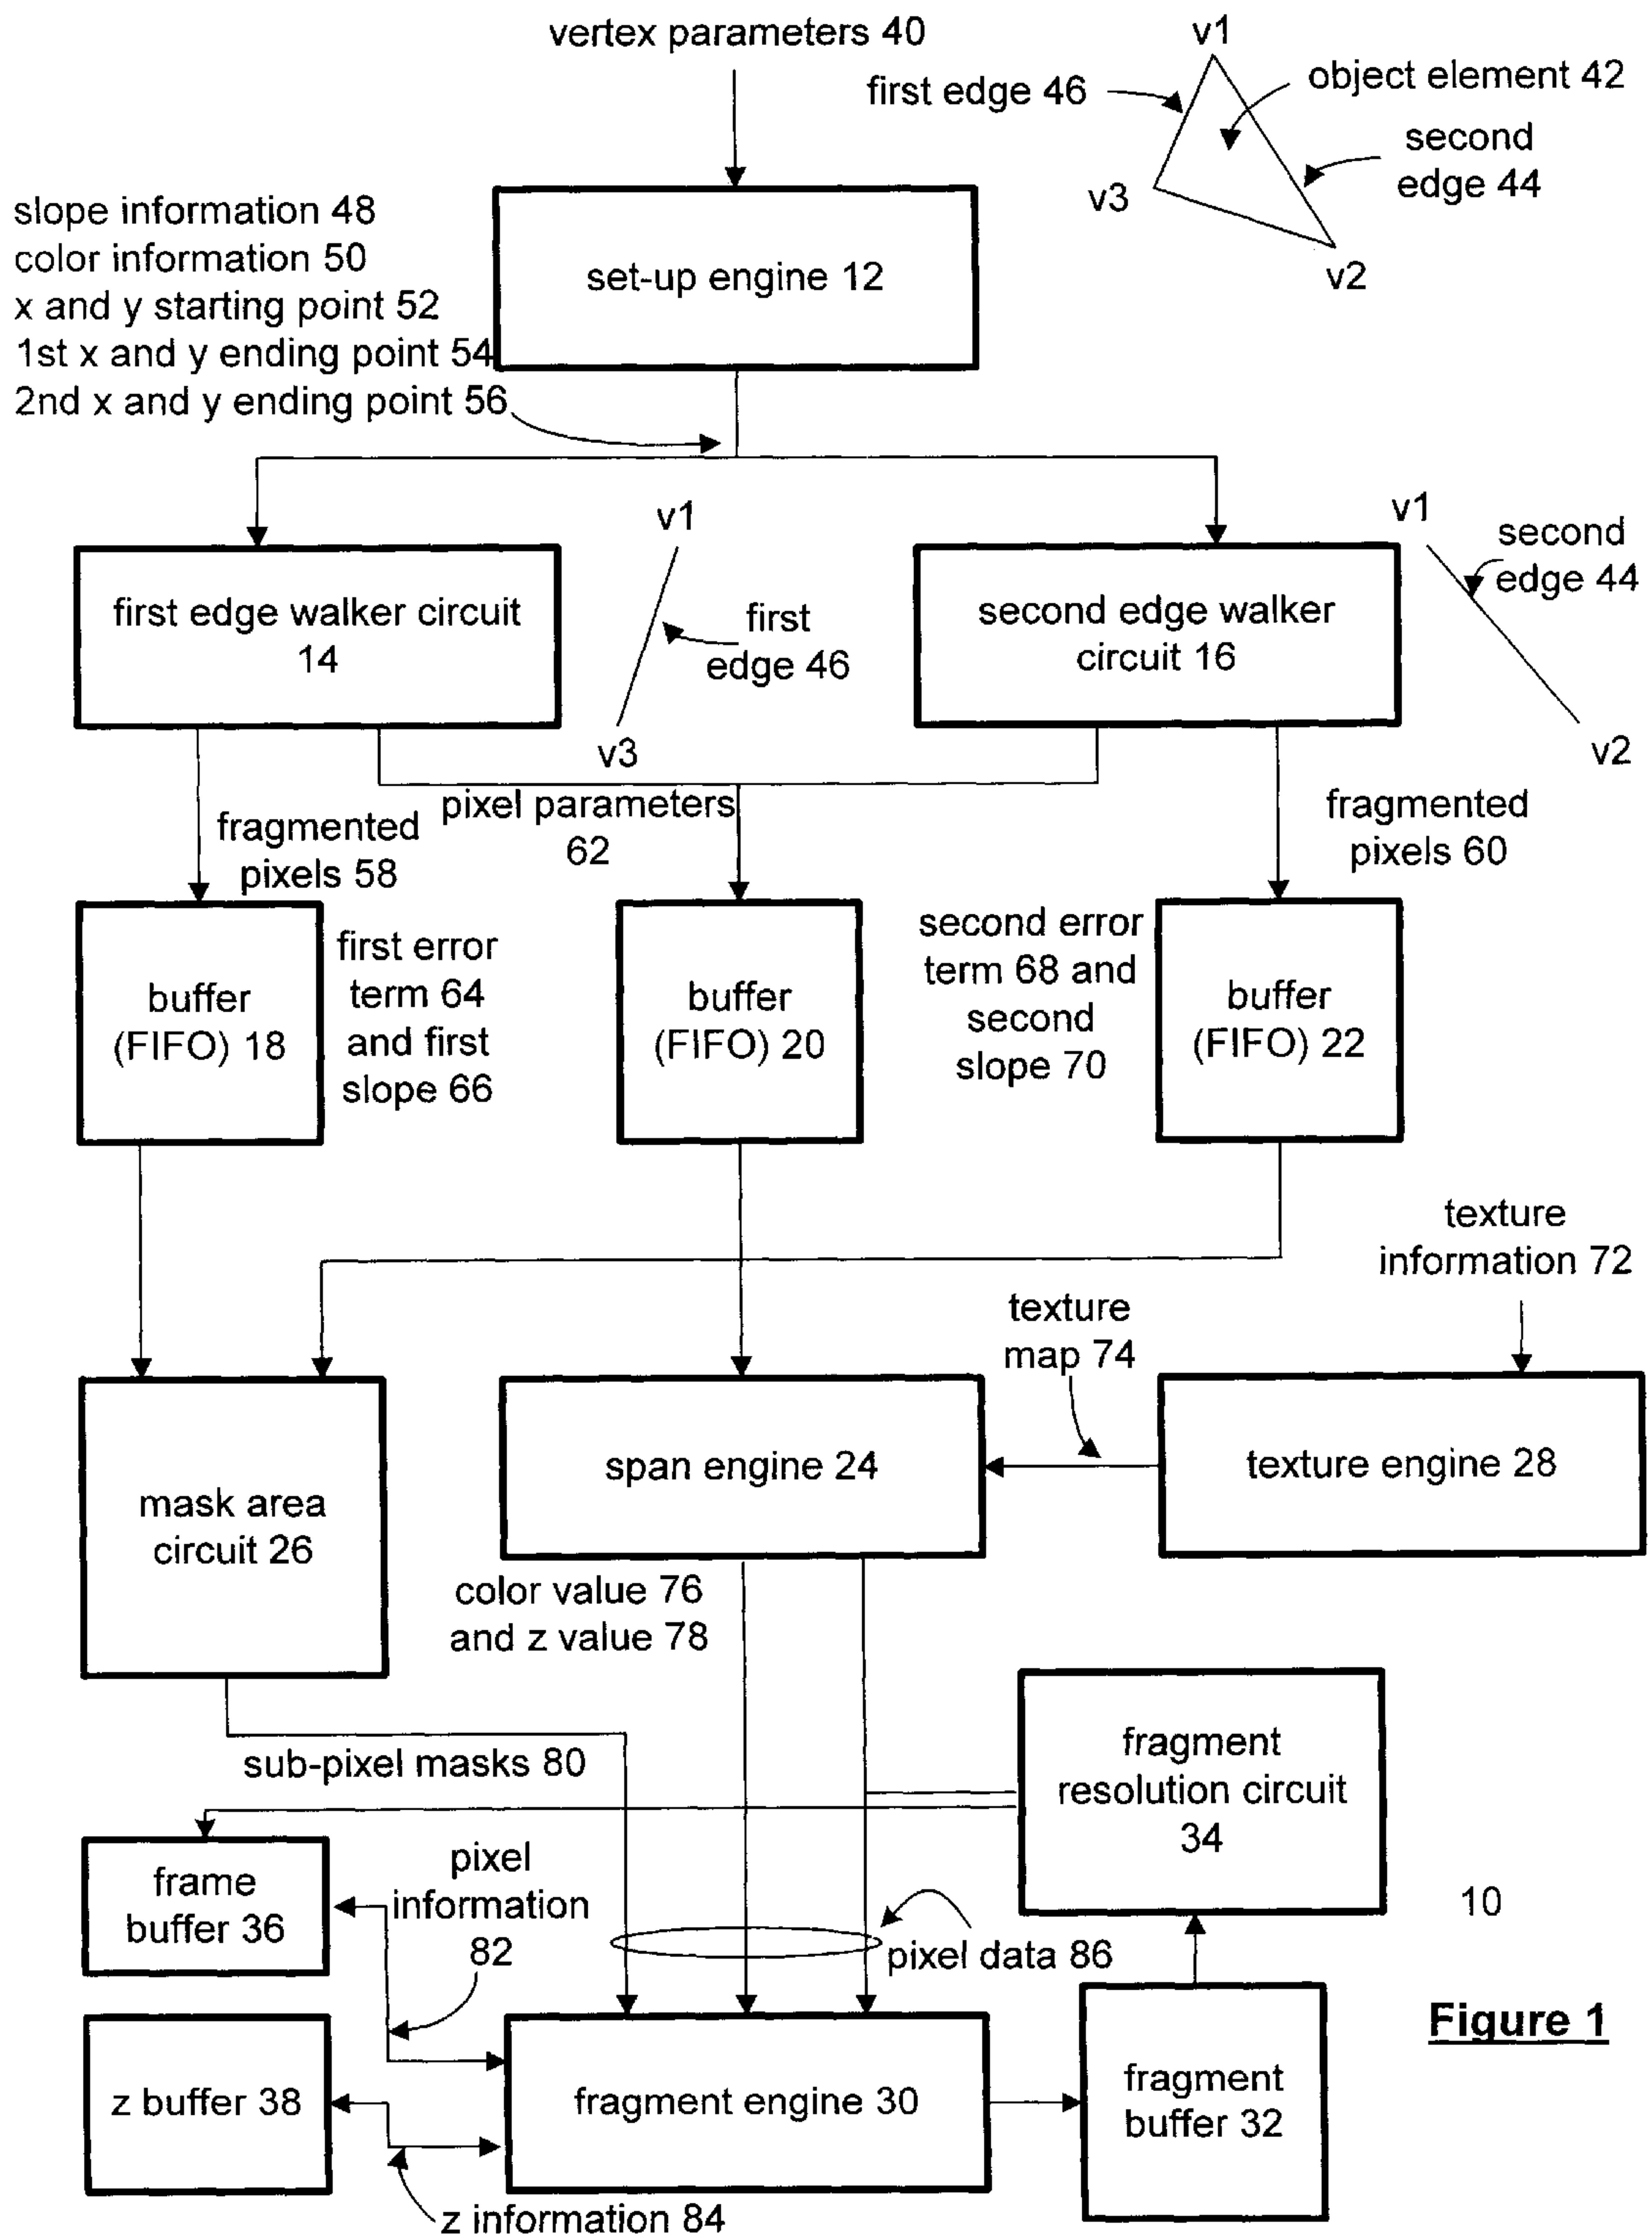 vertex parameters 40
v1
first edge 46
object element 42
second
edge 44
v3
v2
slope information 48
color information 50
x and y starting point 52
1st x and y ending point 54
2nd x and y ending point 56
set-up engine 12
first edge walker circuit
14
v1
first
edge 46
v3
second edge walker
circuit 16
v1
second
edge 44
v2
fragmented
pixels 58
pixel parameters
62
fragmented
pixels 60
buffer
(FIFO) 18
first error
term 64
and first
slope 66
buffer
(FIFO) 20
second error
term 68 and
second
slope 70
buffer
(FIFO) 22
texture
information 72
texture
map 74
mask area
circuit 26
span engine 24
texture engine 28
color value 76
and z value 78
sub-pixel masks 80
fragment
resolution circuit
34
frame
buffer 36
pixel
information
82
pixel data 86
10
Figure 1
z buffer 38
fragment engine 30
fragment
buffer 32
z information 84